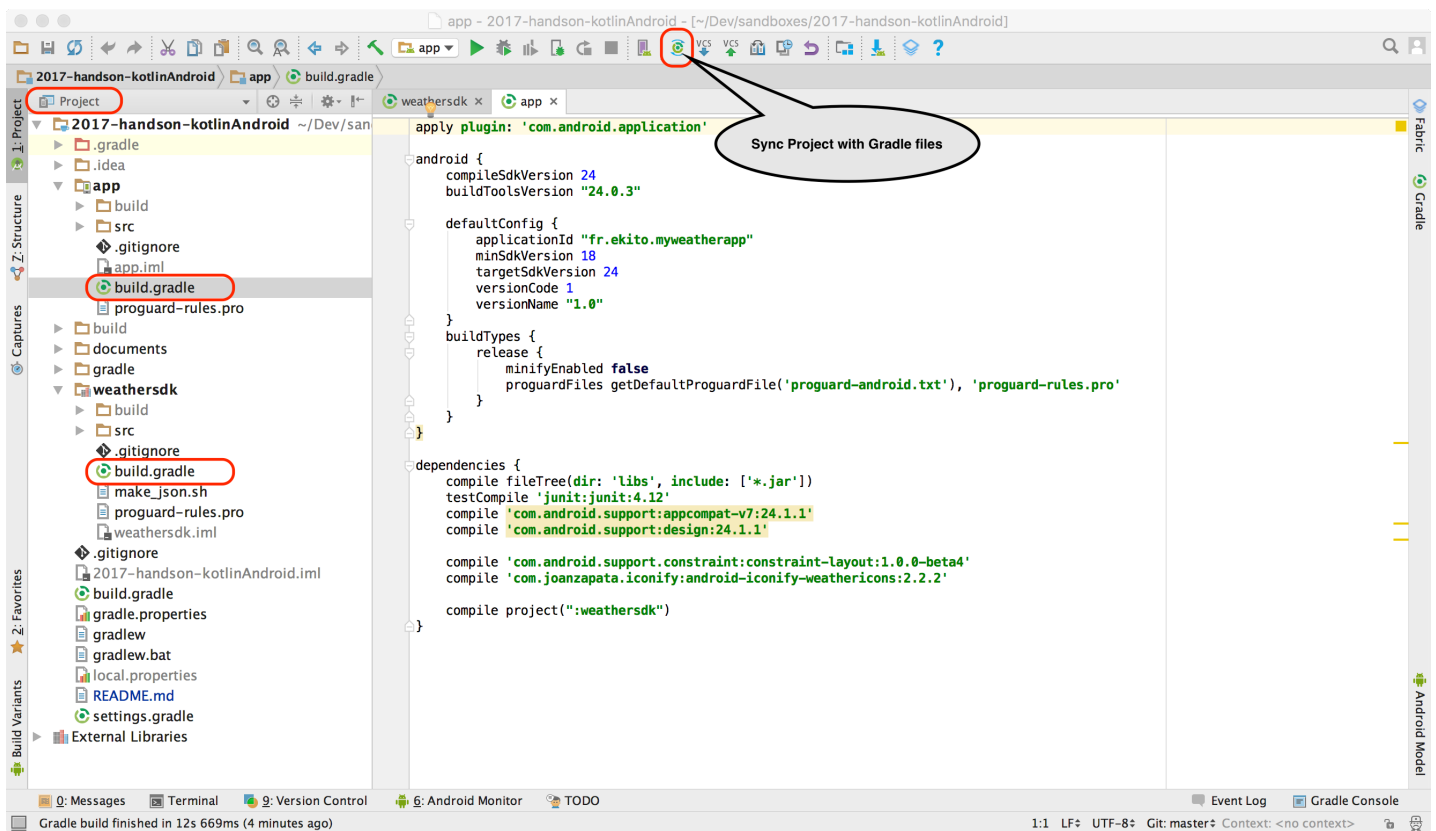 app - 2017-handson-kotlinAndroid - [~/Dev/sandboxes/2017-handson-kotlinAndroid]
app
VCS VCS
?
2017-handson-kotlinAndroid app build.gradle
Project
weathersdk × app ×
1: Project
Z: Structure
Captures
2: Favorites
Build Variants
2017-handson-kotlinAndroid ~/Dev/san
.gradle
.idea
app
build
src
.gitignore
app.iml
build.gradle
proguard-rules.pro
build
documents
gradle
weathersdk
build
src
.gitignore
build.gradle
make_json.sh
proguard-rules.pro
weathersdk.iml
.gitignore
2017-handson-kotlinAndroid.iml
build.gradle
gradle.properties
gradlew
gradlew.bat
local.properties
README.md
settings.gradle
External Libraries
apply plugin: 'com.android.application'
android {
compileSdkVersion 24
buildToolsVersion "24.0.3"
defaultConfig {
applicationId "fr.ekito.myweatherapp"
minSdkVersion 18
targetSdkVersion 24
versionCode 1
versionName "1.0"
}
buildTypes {
release {
minifyEnabled false
proguardFiles getDefaultProguardFile('proguard-android.txt'), 'proguard-rules.pro'
}
}
}
dependencies {
compile fileTree(dir: 'libs', include: ['*.jar'])
testCompile 'junit:junit:4.12'
compile 'com.android.support:appcompat-v7:24.1.1'
compile 'com.android.support:design:24.1.1'
compile 'com.android.support.constraint:constraint-layout:1.0.0-beta4'
compile 'com.joanzapata.iconify:android-iconify-weathericons:2.2.2'
compile project(":weathersdk")
}
Sync Project with Gradle files
Fabric
Gradle
Android Model
0: Messages Terminal 9: Version Control 6: Android Monitor TODO Event Log Gradle Console
Gradle build finished in 12s 669ms (4 minutes ago) 1:1 LF÷ UTF-8÷ Git: master÷ Context: <no context>